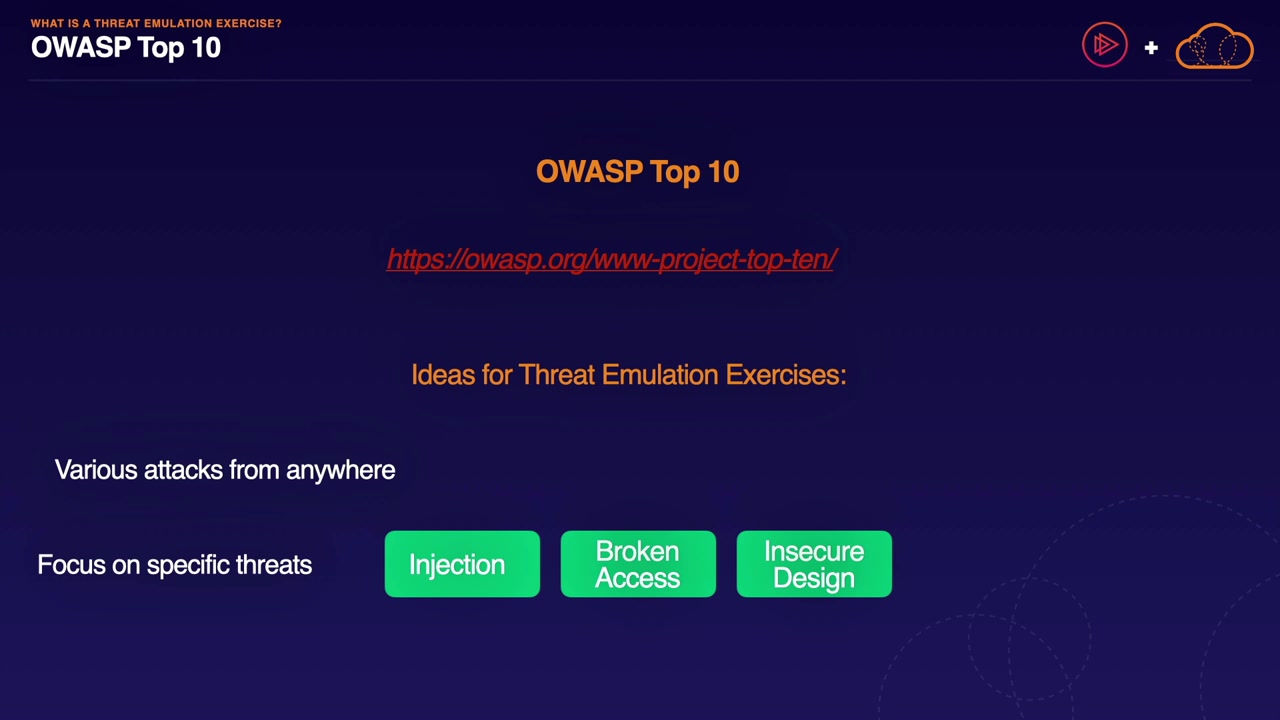 WHAT IS A THREAT EMULATION EXERCISE?
OWASP Top 10
+
OWASP Top 10
https://owasp.org/www-project-top-ten/
Ideas for Threat Emulation Exercises:
Various attacks from anywhere
Focus on specific threats
Injection
Broken
Access
Insecure
Design